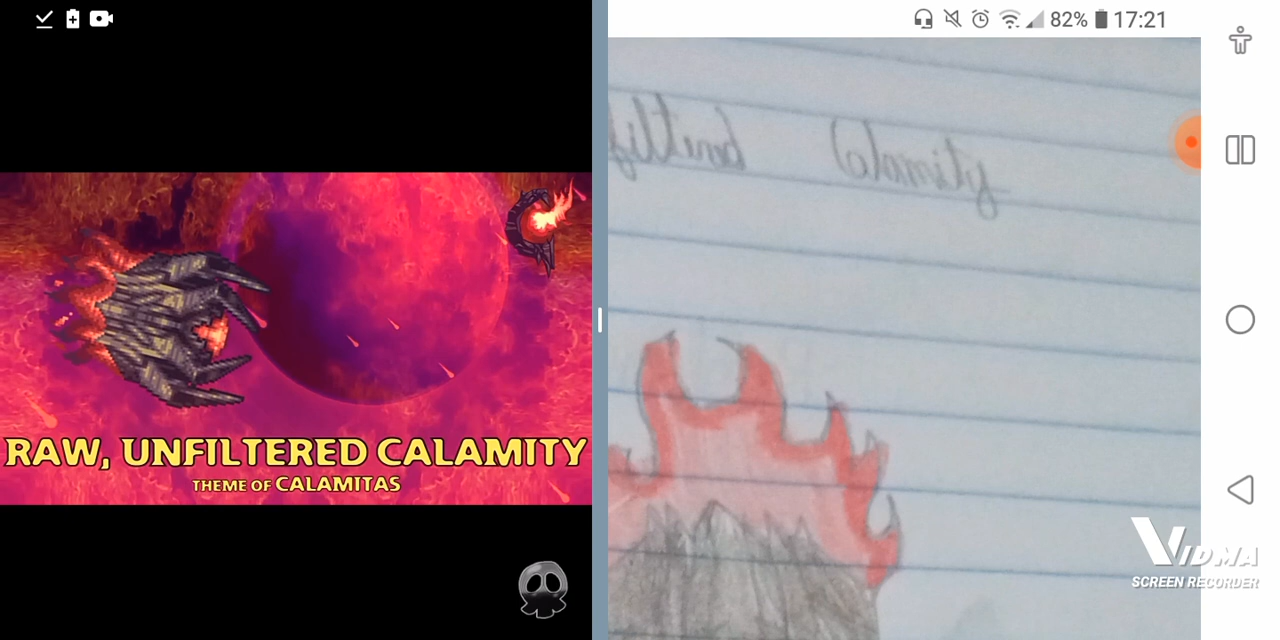 82% 17:21
Calamity
RAW, UNFILTERED CALAMITY
THEME OF CALAMITAS
VIDMA
SCREEN RECORDER